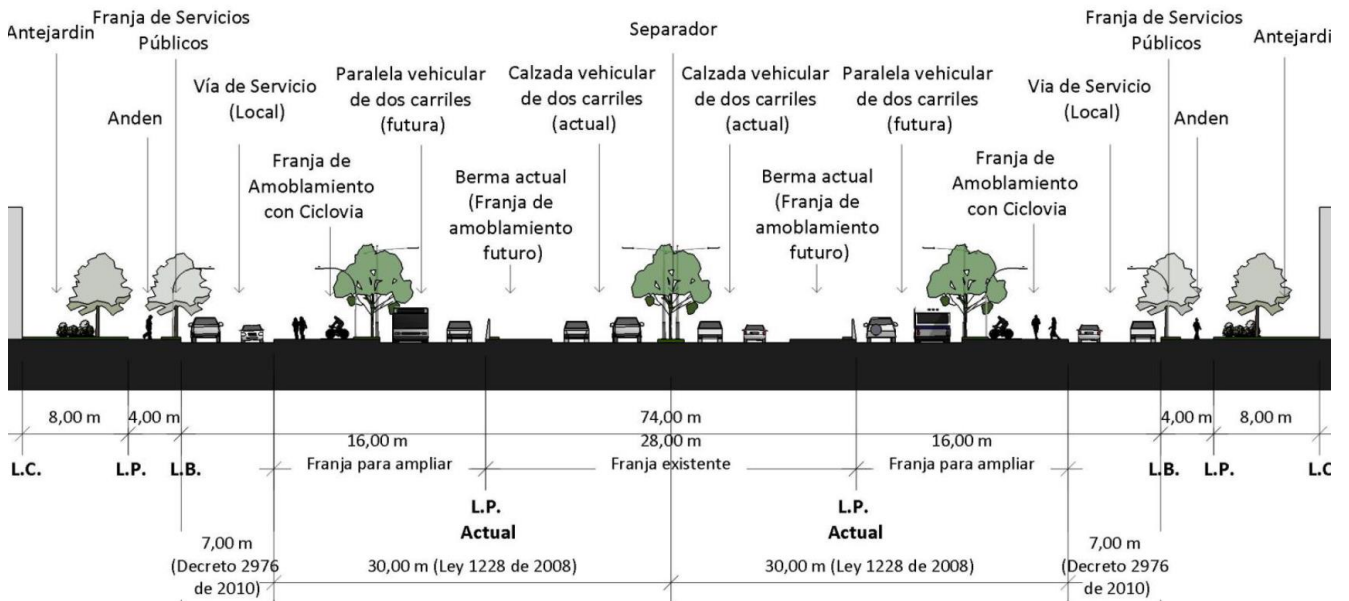 Antejardin
Franja de Servicios
Públicos
Anden
Vía de Servicio
(Local)
Franja de
Amoblamiento
con Ciclovia
Paralela vehicular
de dos carriles
(futura)
Berma actual
(Franja de
amoblamiento
futuro)
Calzada vehicular
de dos carriles
(actual)
Separador
Calzada vehicular
de dos carriles
(actual)
Berma actual
(Franja de
amoblamiento
futuro)
Paralela vehicular
de dos carriles
(futura)
Franja de
Amoblamiento
con Ciclovia
Via de Servicio
(Local)
Franja de Servicios
Públicos
Anden
Antejardi
8,00 m
4,00 m
74,00 m
4,00 m
8,00 m
16,00 m
28,00 m
16,00 m
L.C.
L.P.
L.B.
Franja para ampliar
Franja existente
Franja para ampliar
L.B.
L.P.
L.C
L.P.
Actual
L.P.
Actual
7,00 m
(Decreto 2976
de 2010)
30,00 m (Ley 1228 de 2008)
30,00 m (Ley 1228 de 2008)
7,00 m
(Decreto 2976
de 2010)